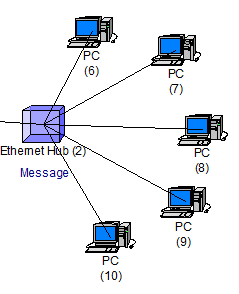 PC
(6)
PC
(7)
PC
(8)
Ethernet Hub (2)
Message
PC
(9)
PC
(10)